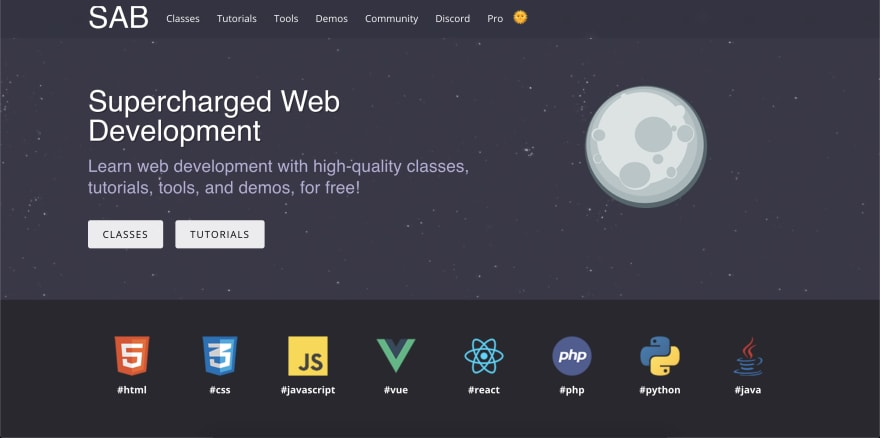 SAB Classes Tutorials Tools Demos Community Discord Pro
Supercharged Web
Development
Learn web development with high-quality classes,
tutorials, tools, and demos, for free!
CLASSES TUTORIALS
5 3 JS php
#html #css #javascript #vue #react #php #python #java